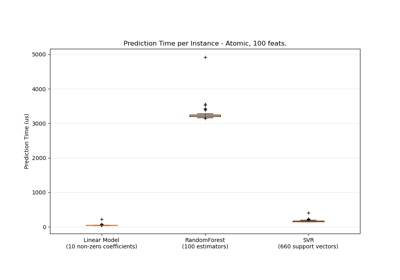 Prediction Time per Instance - Atomic, 100 feats.
5000
4000
3000
2000
1000
0
Prediction Time (us)
Linear Model
(10 non-zero coefficients)
RandomForest
(100 estimators)
SVR
(660 support vectors)